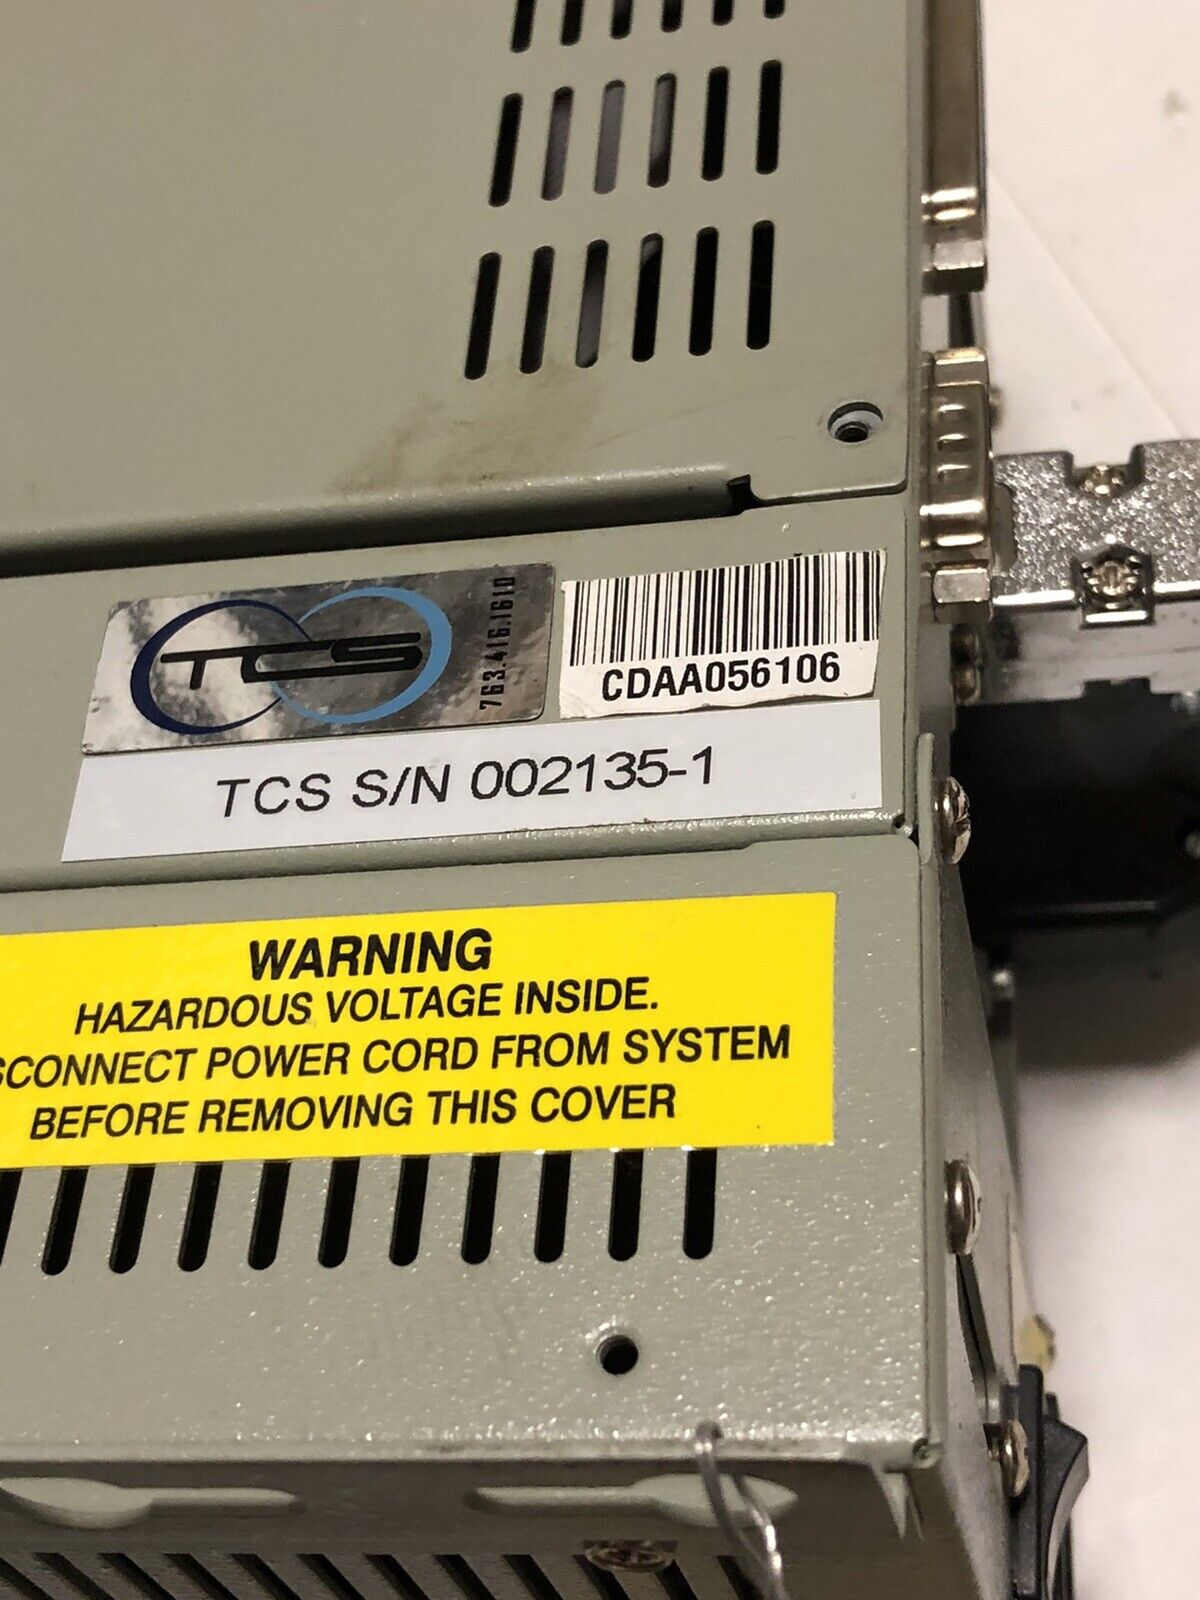 TCS
763.416.1610
CDAA056106
TCS S/N 002135-1
WARNING
HAZARDOUS VOLTAGE INSIDE.
SCONNECT POWER CORD FROM SYSTEM
BEFORE REMOVING THIS COVER